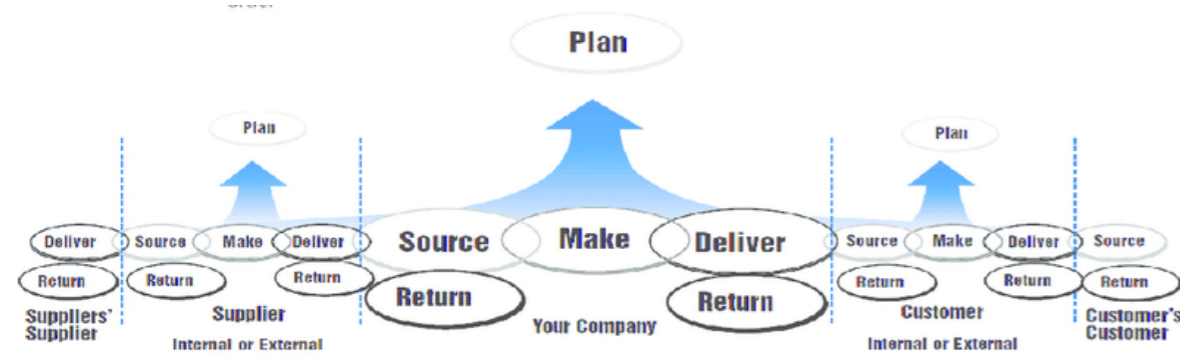 Plan
Plan
Plan
Deliver Source Make Deliver Source Make Deliver Source Make Deliver Source
Return Return Return Return Return Return Return Return
Suppliers' Supplier Your Company Customer Customer's
Supplier Customer
Internal or External Internal or External